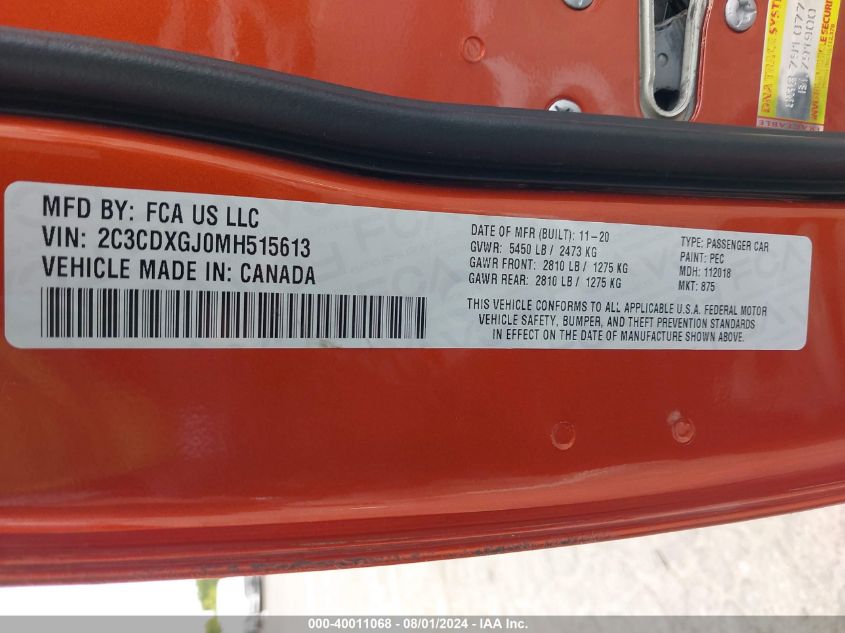 DATATRACK SYSTEM
MFD BY: FCA US LLC
VIN: 2C3CDXGJ0MH515613
VEHICLE MADE IN: CANADA
DATE OF MFR (BUILT): 11-20
GVWR: 5450 LB / 2473 KG
GAWR FRONT: 2810 LB / 1275 KG
GAWR REAR: 2810 LB / 1275 KG
TYPE: PASSENGER CAR
PAINT: PEC
MDH: 112018
MKT: 875
THIS VEHICLE CONFORMS TO ALL APPLICABLE U.S.A. FEDERAL MOTOR
VEHICLE SAFETY, BUMPER, AND THEFT PREVENTION STANDARDS
IN EFFECT ON THE DATE OF MANUFACTURE SHOWN ABOVE.
000-40011068 - 08/01/2024 - IAA Inc.